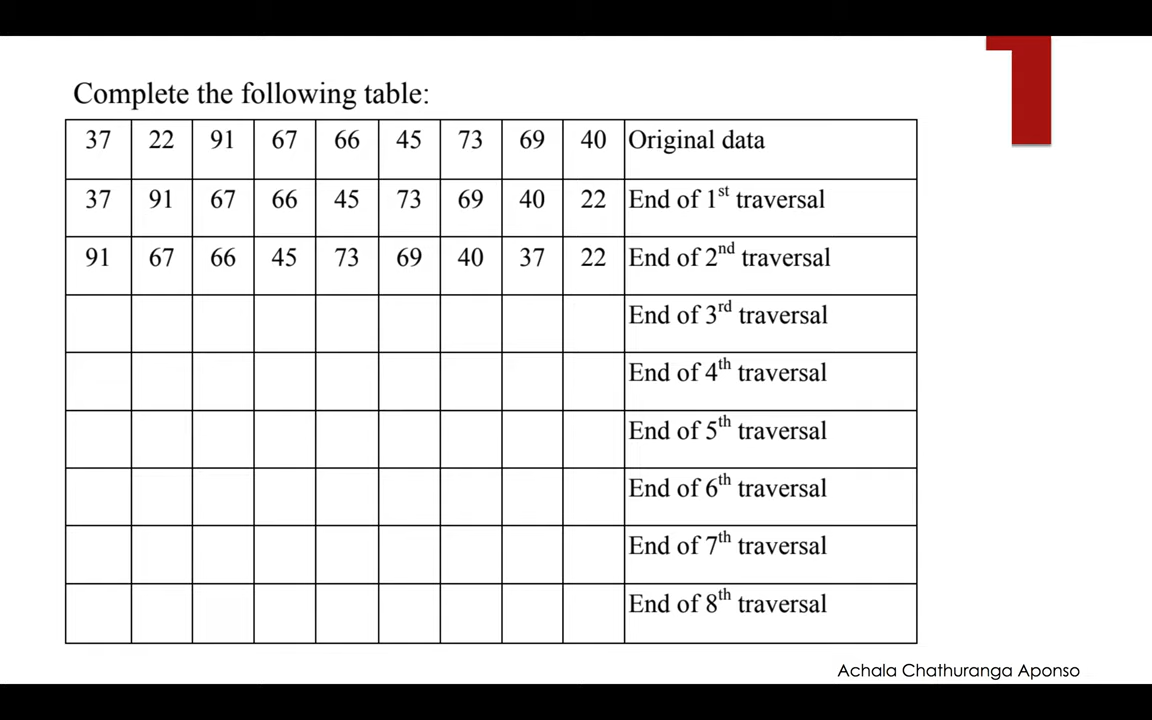 Complete the following table:
37 22 91 67 66 45 73 69 40 Original data
37 91 67 66 45 73 69 40 22 End of 1st traversal
91 67 66 45 73 69 40 37 22 End of 2nd traversal
End of 3rd traversal
End of 4th traversal
End of 5th traversal
End of 6th traversal
End of 7th traversal
End of 8th traversal
Achala Chathuranga Aponso